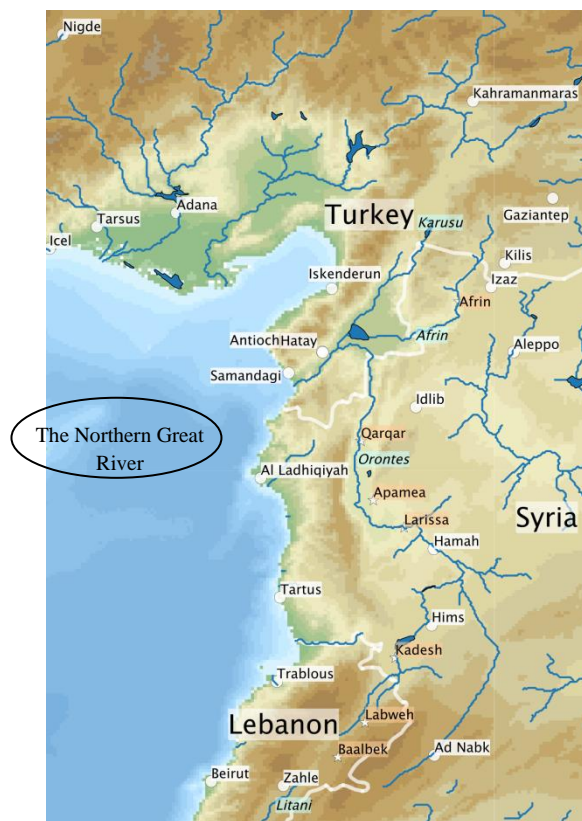 Nigde
Kahramanmaras
Adana
Gaziantep
Tarsus
Turkey
Karusu
Icel
Kilis
Iskenderun
Izaz
Afrin
Afrin
AntiochHatay
Aleppo
Samandagi
Idlib
The Northern Great
River
Qarqar
Orontes
Al Ladhiqiyah
Apamea
Syria
Larissa
Hamah
Tartus
Hims
Kadesh
Trablous
Lebanon
Labweh
Ad Nabk
Baalbek
Beirut
Zahle
Litani